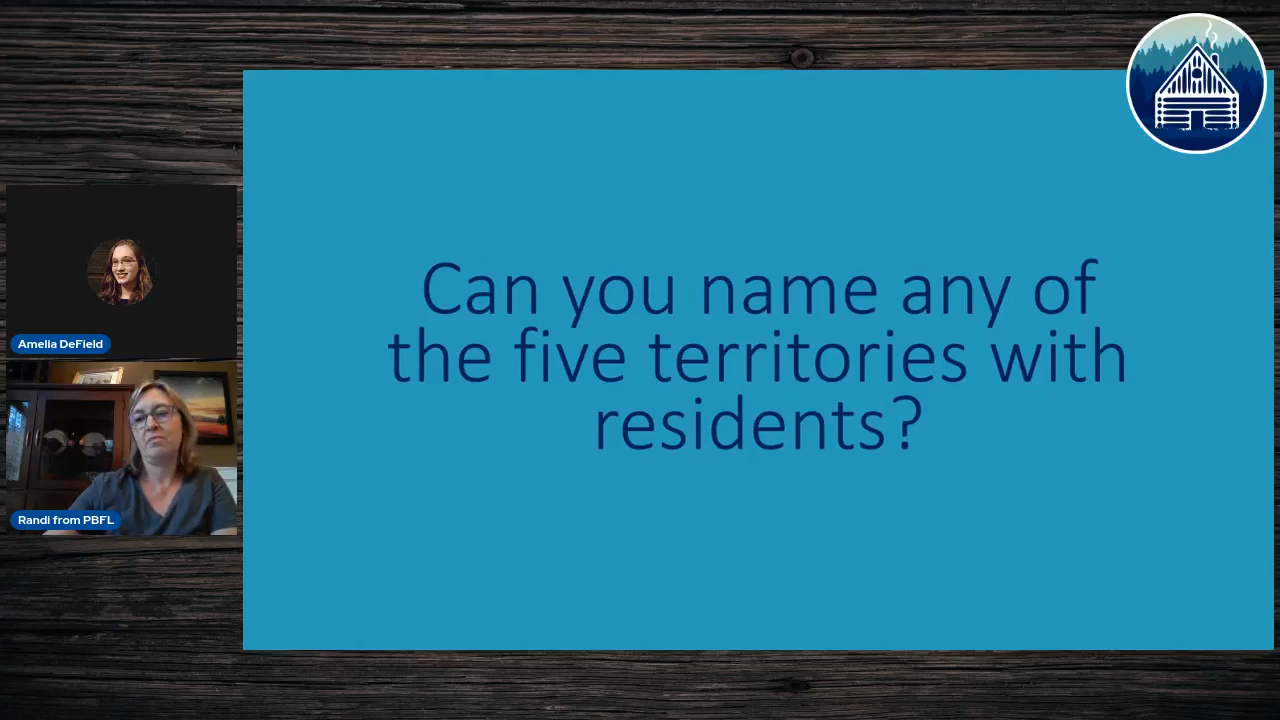 Can you name any of
the five territories with
residents?
Amelia DeField
Randi from PBFL